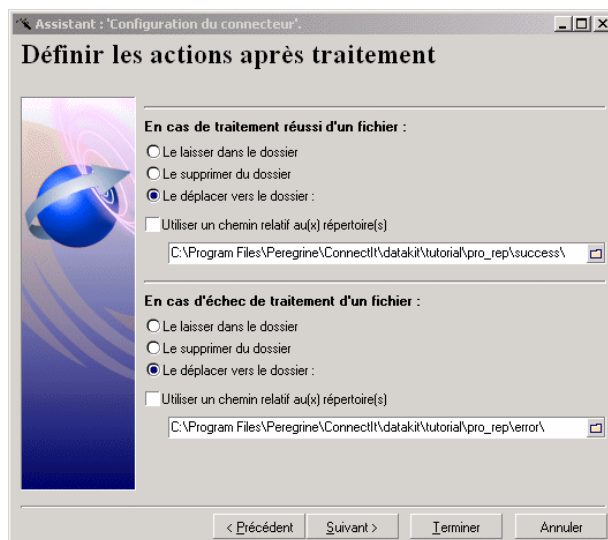 Assistant : 'Configuration du connecteur'.
Définir les actions après traitement
En cas de traitement réussi d'un fichier :
Le laisser dans le dossier
Le supprimer du dossier
Le déplacer vers le dossier :
Utiliser un chemin relatif au(x) répertoire(s)
C:\Program Files\Peregrine\ConnectIt\datakit\tutorial\pro_rep\success\
En cas d'échec de traitement d'un fichier :
Le laisser dans le dossier
Le supprimer du dossier
Le déplacer vers le dossier :
Utiliser un chemin relatif au(x) répertoire(s)
C:\Program Files\Peregrine\ConnectIt\datakit\tutorial\pro_rep\error\
< Précédent Suivant > Terminer Annuler